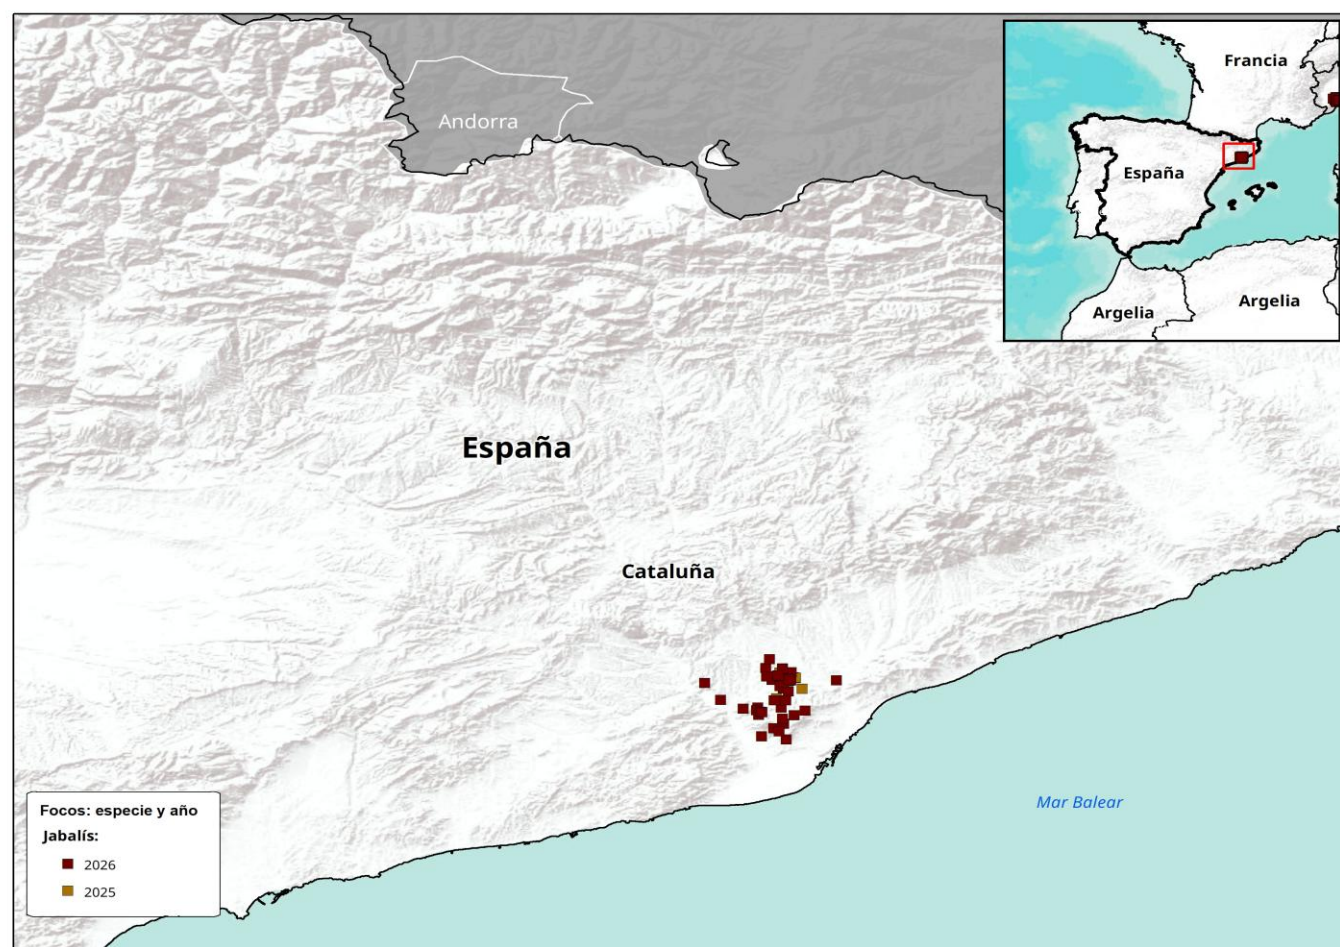 Andorra
España
Cataluña
Mar Balear
Francia
España
Argelia
Argelia
Focos: especie y año
Jabalís:
2026
2025